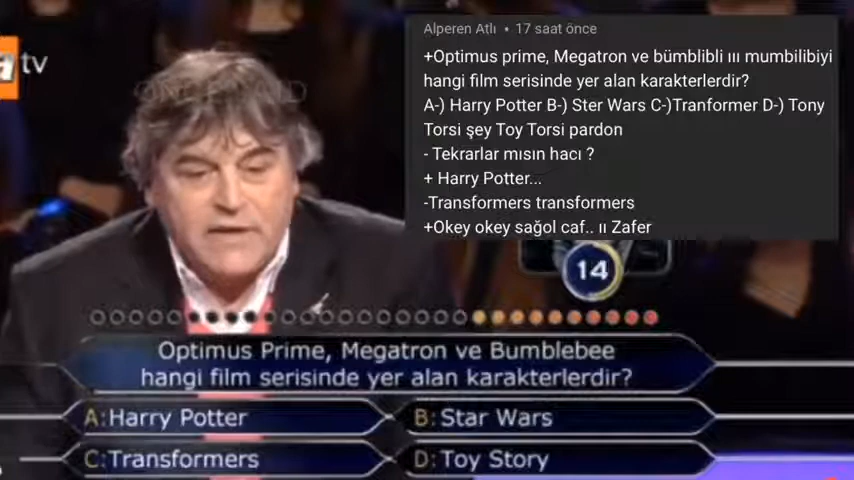 atv
Alperen Atlı • 17 saat önce
+Optimus prime, Megatron ve bümblibli ııı mumbilibiyi
hangi film serisinde yer alan karakterlerdir?
A-) Harry Potter B-) Ster Wars C-)Tranformer D-) Tony
Torsi şey Toy Torsi pardon
- Tekrarlar mısın hacı ?
+ Harry Potter...
-Transformers transformers
+Okey okey sağol caf.. ıı Zafer
14
Optimus Prime, Megatron ve Bumblebee
hangi film serisinde yer alan karakterlerdir?
A: Harry Potter
B: Star Wars
C: Transformers
D: Toy Story